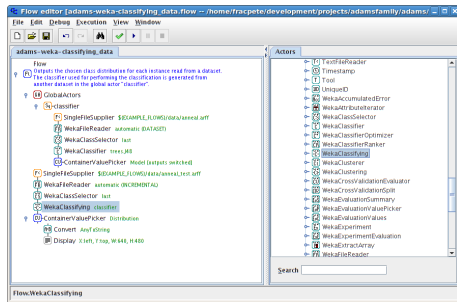 Flow editor [adams-weka-classifying_data.flow -- /home/fracpete/development/projects/adamsfamily/adams/
File Edit Debug Execution View Window
adams-weka-classifying_data
Flow
Outputs the chosen class distribution for each instance read from a dataset.
The classifier used for performing the classification is generated from
another dataset in the global actor "classifier".
GlobalActors
classifier
SingleFileSupplier ${EXAMPLE_FLOWS}/data/anneal.arff
WekaFileReader automatic (DATASET)
WekaClassSelector last
WekaClassifier trees.J48
ContainerValuePicker Model [outputs switched]
SingleFileSupplier ${EXAMPLE_FLOWS}/data/anneal_test.arff
WekaFileReader automatic (INCREMENTAL)
WekaClassSelector last
WekaClassifying classifier
ContainerValuePicker Distribution
Convert AnyToString
Display X:left, Y:top, W:640, H:480
Actors
TextFileReader
Timestamp
Tool
UniqueID
WekaAccumulatedError
WekaAttributeIterator
WekaClassSelector
WekaClassifier
WekaClassifierOptimizer
WekaClassifierRanker
WekaClassifying
WekaClusterer
WekaClustering
WekaCrossValidationEvaluator
WekaCrossValidationSplit
WekaEvaluationSummary
WekaEvaluationValuePicker
WekaEvaluationValues
WekaExperiment
WekaExperimentEvaluation
WekaExtractArray
WekaFileReader
Search
Flow.WekaClassifying